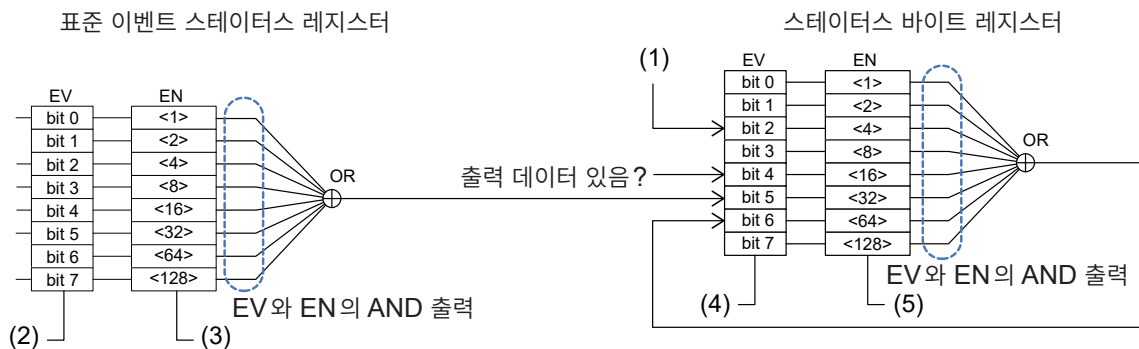 표준 이벤트 스테이터스 레지스터
EV EN
bit 0 <1>
bit 1 <2>
bit 2 <4>
bit 3 <8>
bit 4 <16>
bit 5 <32>
bit 6 <64>
bit 7 <128>
OR
EV와 EN의 AND 출력
(2) (3)
출력 데이터 있음?
스테이터스 바이트 레지스터
(1)
EV EN
bit 0 <1>
bit 1 <2>
bit 2 <4>
bit 3 <8>
bit 4 <16>
bit 5 <32>
bit 6 <64>
bit 7 <128>
OR
EV와 EN의 AND 출력
(4) (5)